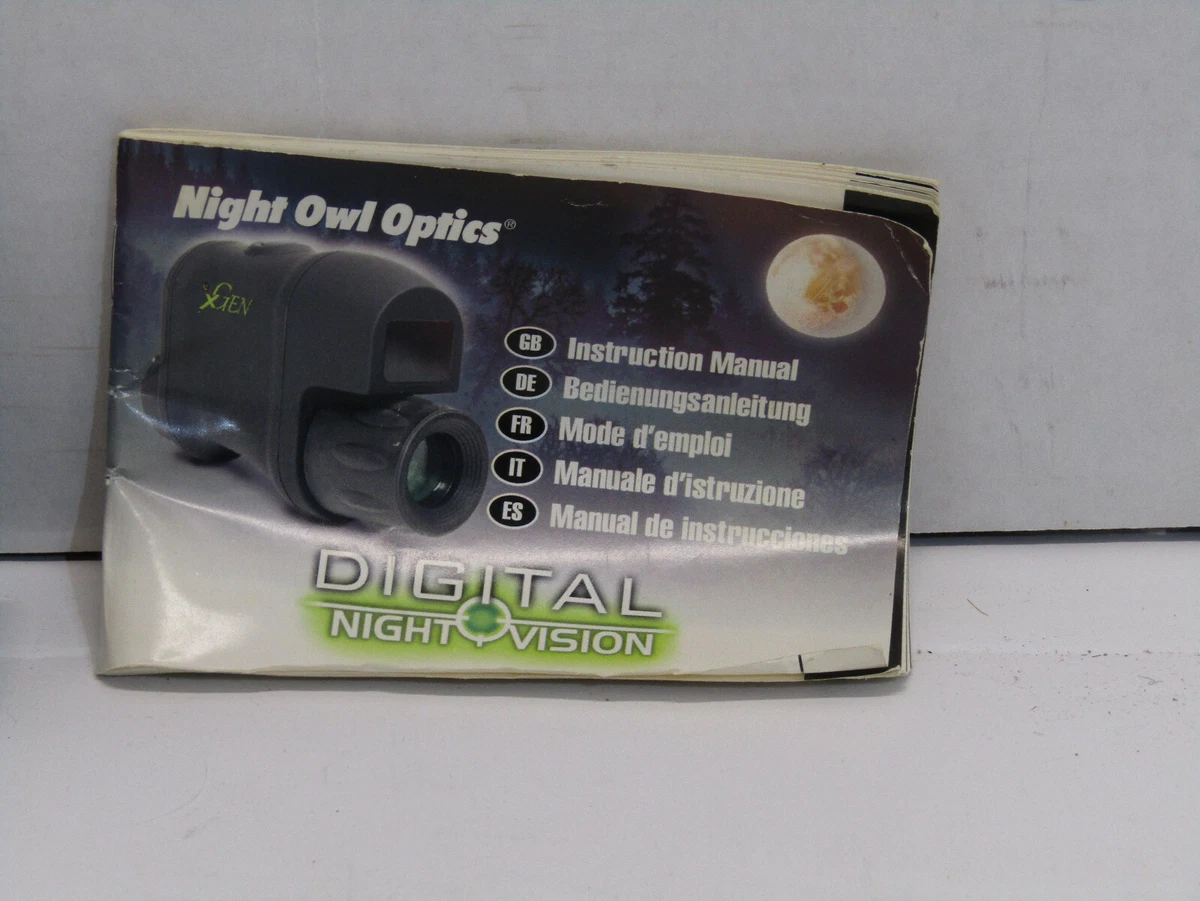 Night Owl Optics®
xGEN
GB Instruction Manual
DE Bedienungsanleitung
FR Mode d'emploi
IT Manuale d'istruzione
ES Manual de instrucciones
DIGITAL
NIGHT VISION